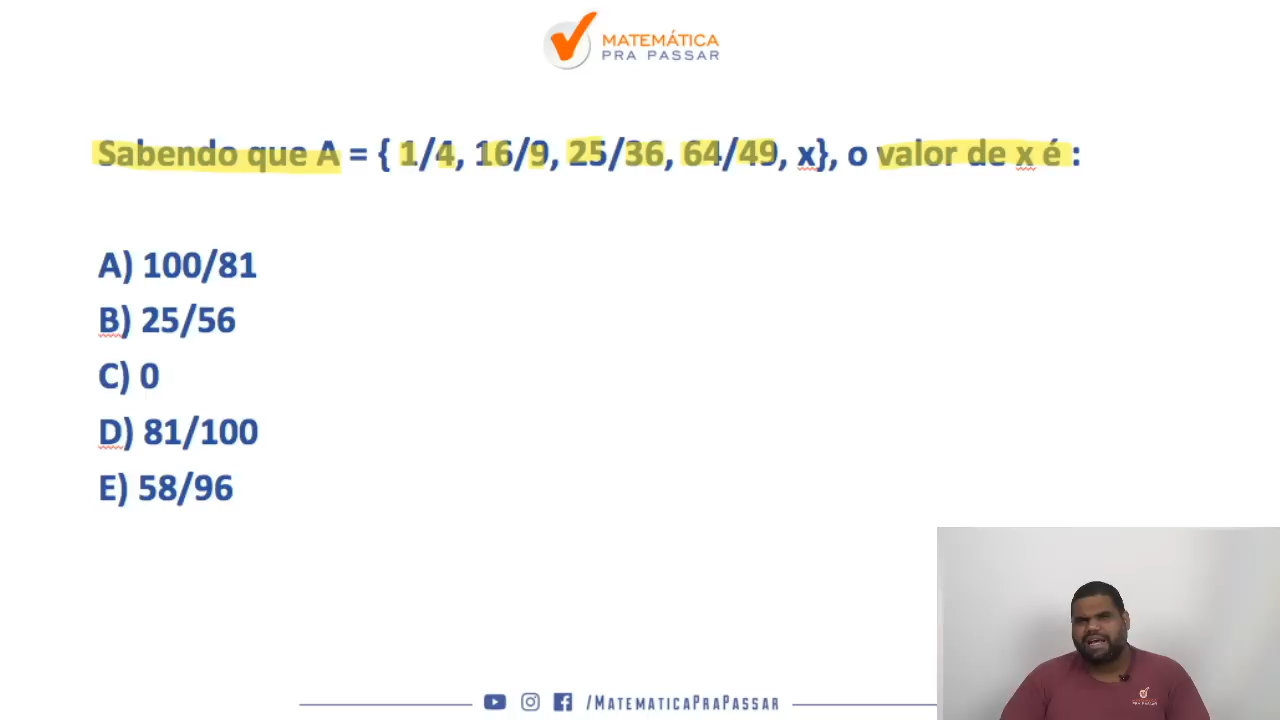 MATEMÁTICA
PRA PASSAR
Sabendo que A = { 1/4, 16/9, 25/36, 64/49, x}, o valor de x é :
A) 100/81
B) 25/56
C) 0
D) 81/100
E) 58/96
/MATEMATICAPRAPASSAR